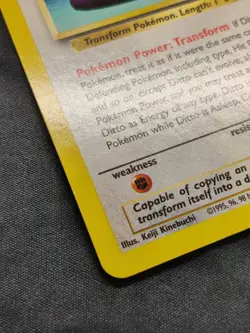 Transform Pokémon. Length: 1'
Pokémon Power: Transform If
Pokémon, treat it as if it were the same car
Defending Pokémon, including type, H
and so on, except Ditto can't evolve, al
Pokémon Power, and you may treat
Ditto as Energy of any type. Ditto
Pokémon while Ditto is Asleep,
weakness
resi
Capable of copying an
transform itself into a d
Illus. Keiji Kinebuchi
©1995, 96, 98 N